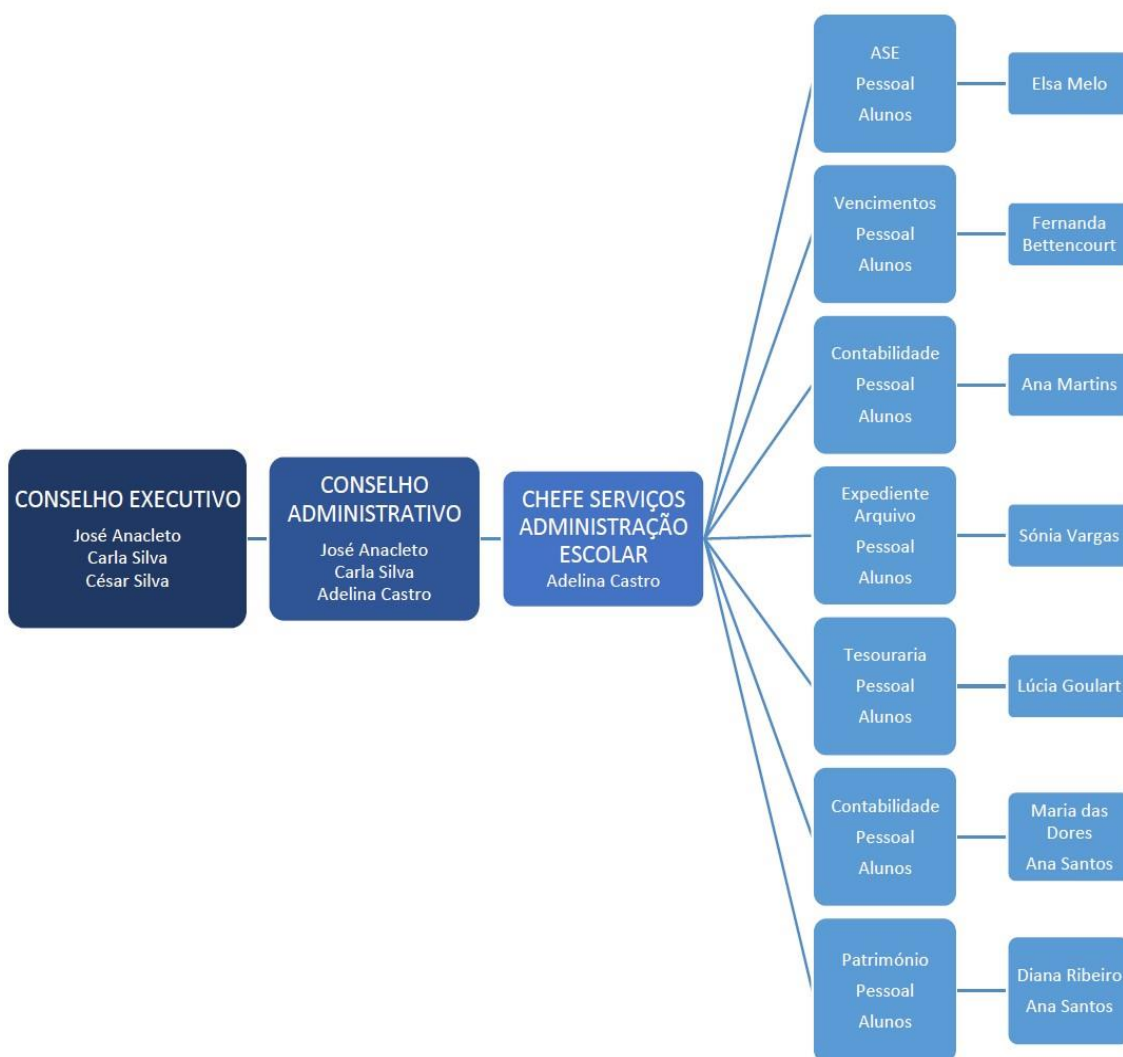 CONSELHO EXECUTIVO
José Anacleto
Carla Silva
César Silva
CONSELHO
ADMINISTRATIVO
José Anacleto
Carla Silva
Adelina Castro
CHEFE SERVIÇOS
ADMINISTRAÇÃO
ESCOLAR
Adelina Castro
ASE
Pessoal
Alunos
Elsa Melo
Vencimentos
Pessoal
Alunos
Fernanda
Bettencourt
Contabilidade
Pessoal
Alunos
Ana Martins
Expediente
Arquivo
Pessoal
Alunos
Sónia Vargas
Tesouraria
Pessoal
Alunos
Lúcia Goulart
Contabilidade
Pessoal
Alunos
Maria das
Dores
Ana Santos
Património
Pessoal
Alunos
Diana Ribeiro
Ana Santos